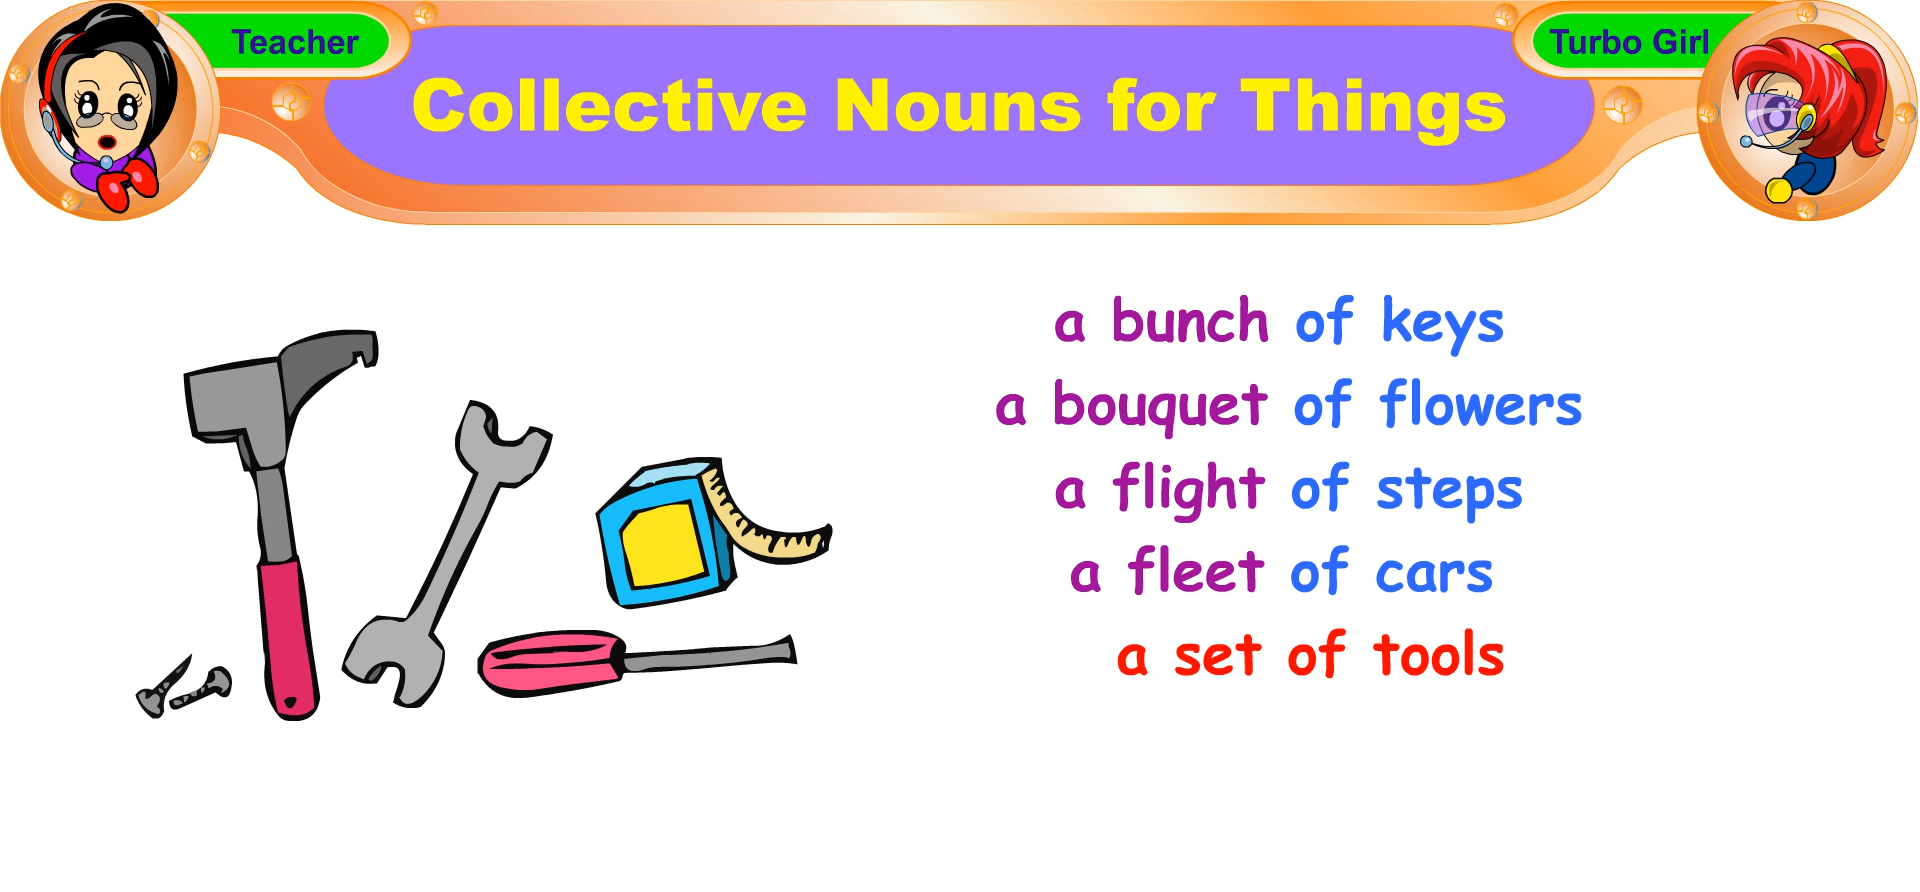 Teacher
Turbo Girl
Collective Nouns for Things
a bunch of keys
a bouquet of flowers
a flight of steps
a fleet of cars
a set of tools